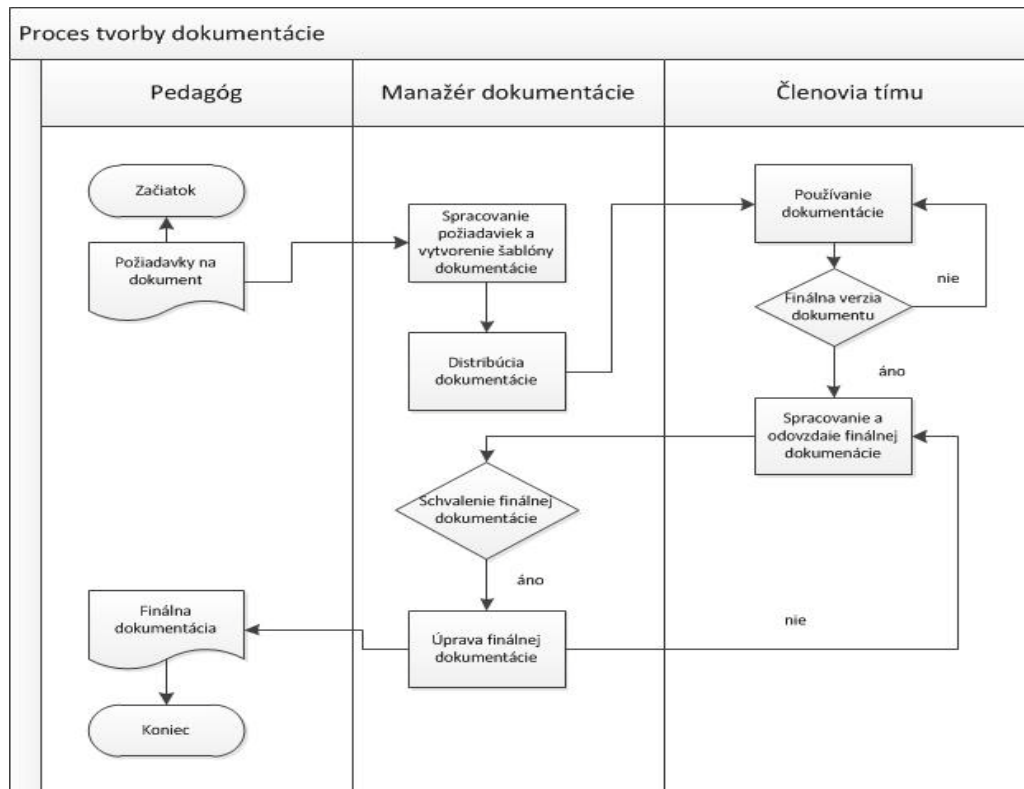 Proces tvorby dokumentácie
Pedagóg
Manažér dokumentácie
Členovia tímu
Začiatok
Požiadavky na
dokument
Spracovanie
požiadaviek a
vytvorenie šablóny
dokumentácie
Distribúcia
dokumentácie
Používanie
dokumentácie
nie
Finálna verzia
dokumentu
áno
Spracovanie a
odovzdaie finálnej
dokumenácie
Schvalenie finálnej
dokumentácie
áno
nie
Úprava finálnej
dokumentácie
Finálna
dokumentácia
Koniec